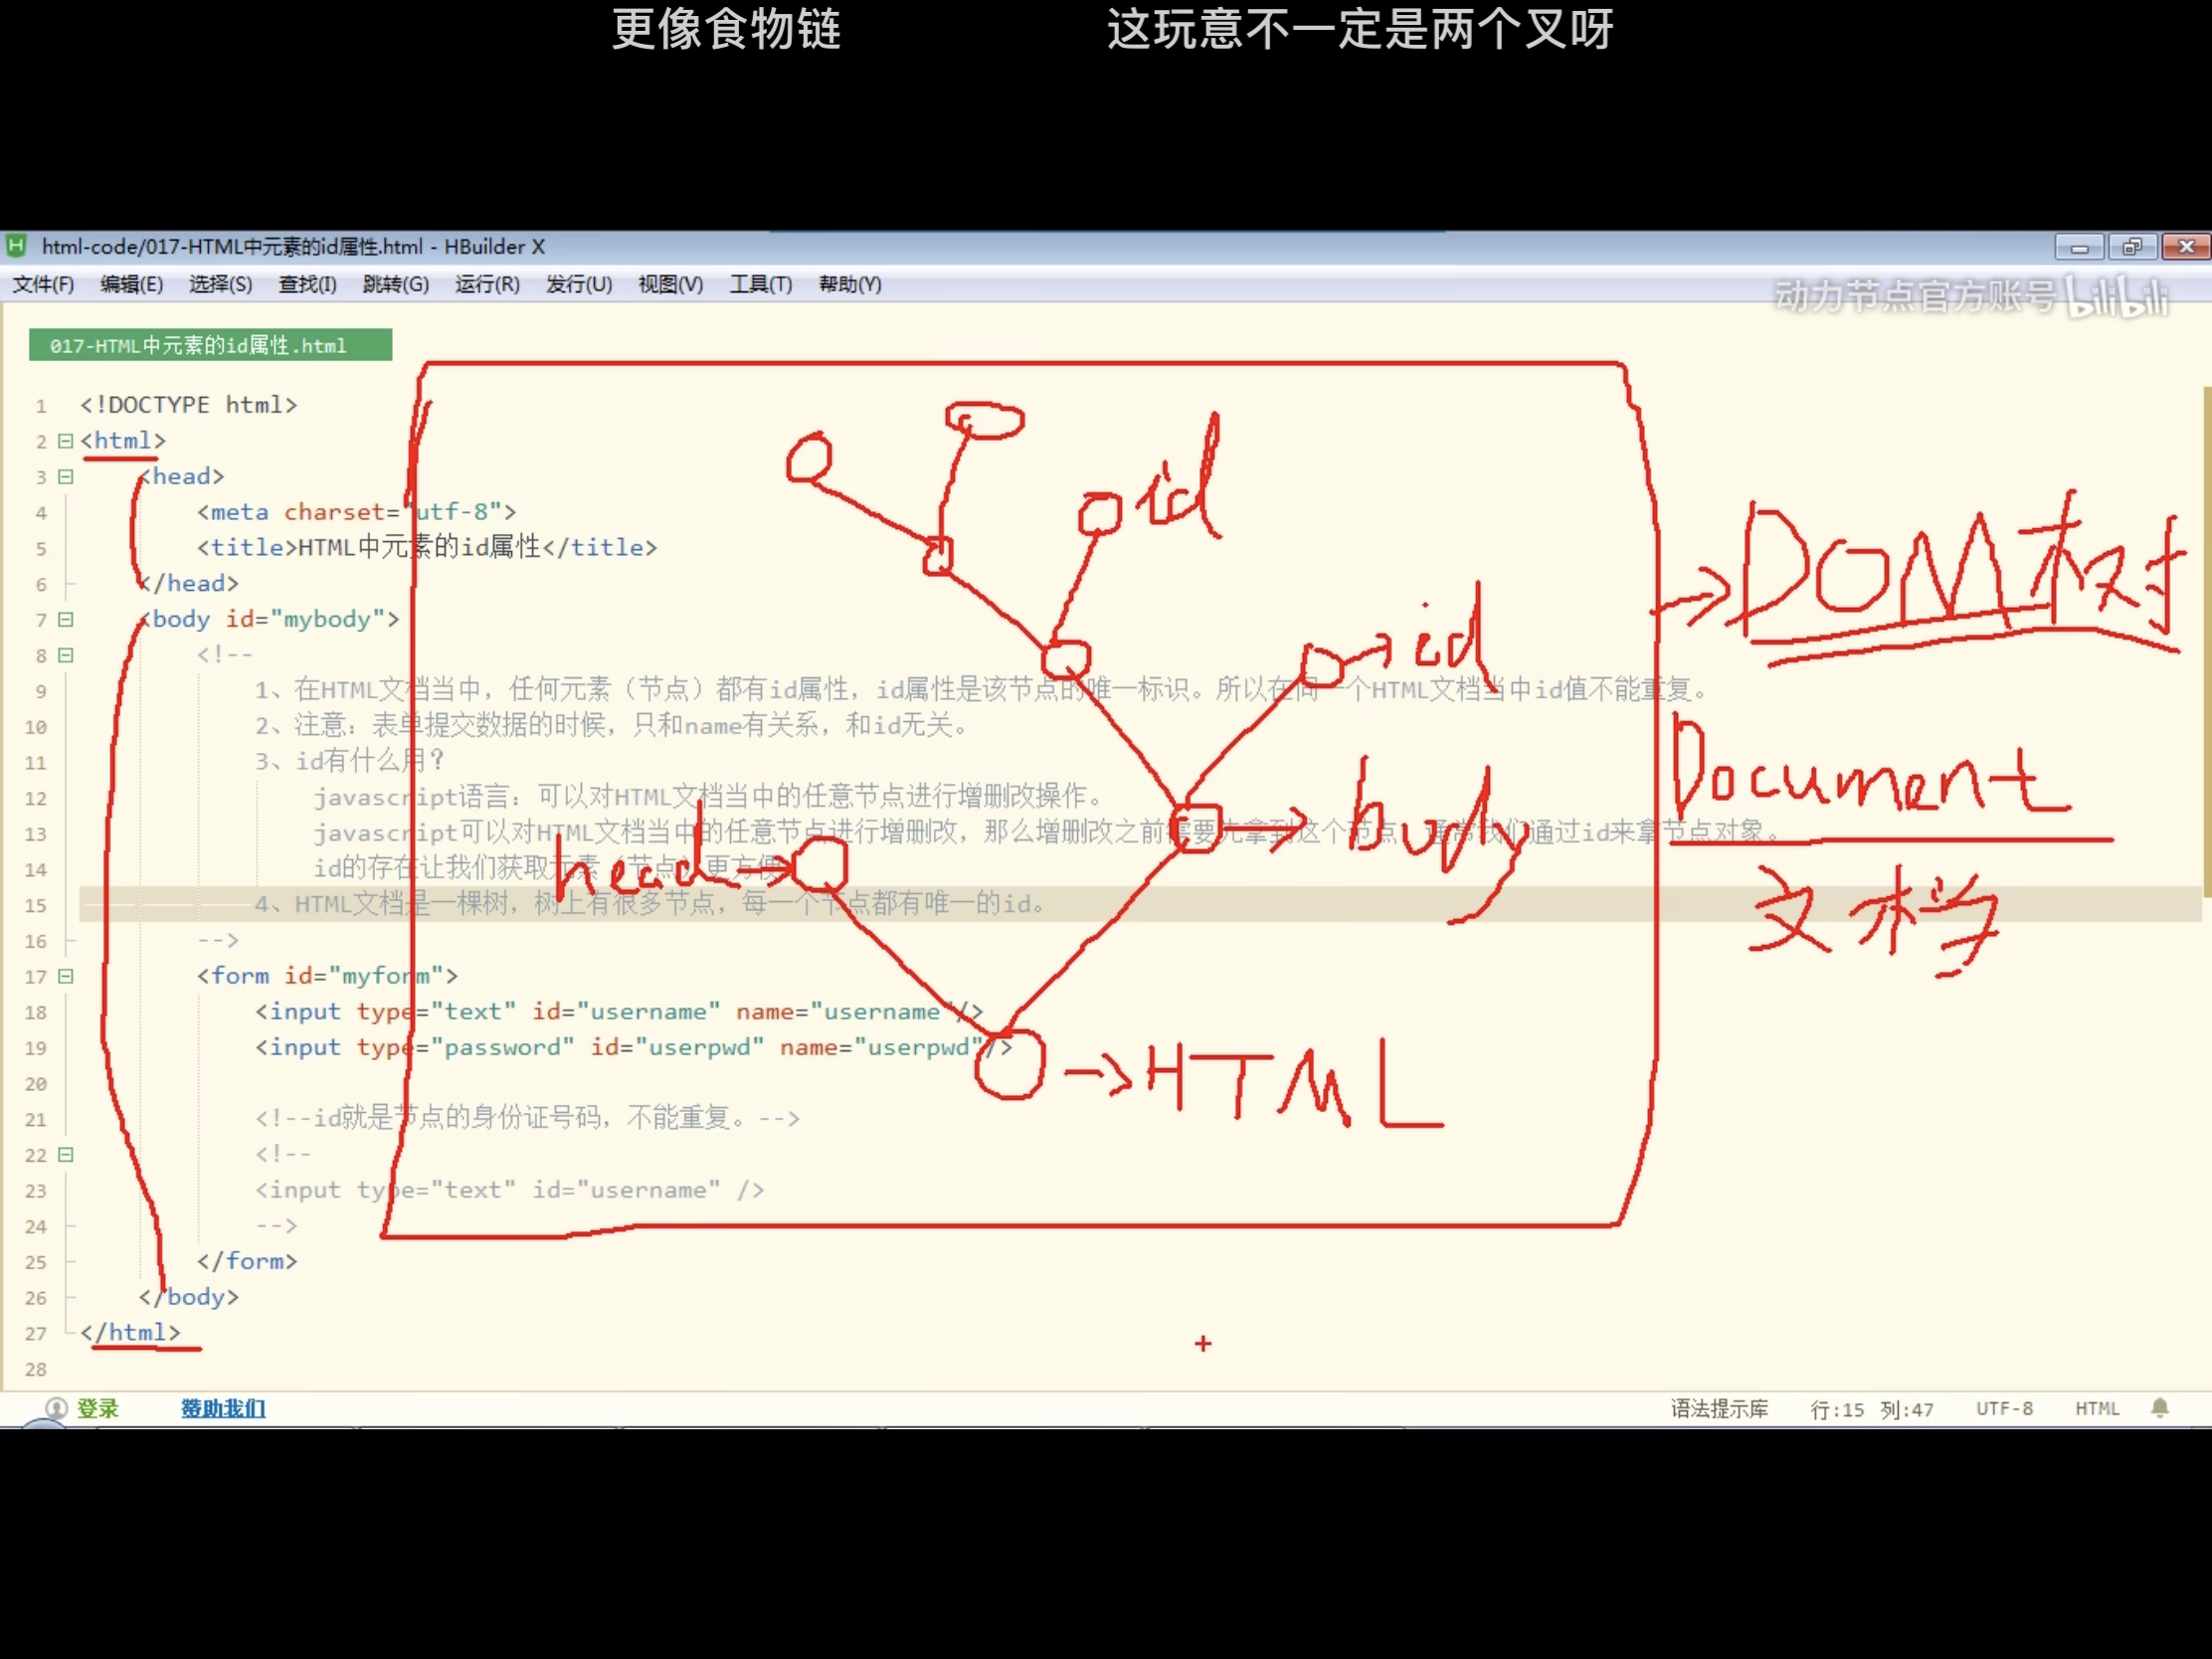 更像食物链 这玩意不一定是两个叉呀
html-code/017-HTML中元素的id属性.html - HBuilder X
文件(F) 编辑(E) 选择(S) 查找(I) 跳转(G) 运行(R) 发行(U) 视图(V) 工具(T) 帮助(Y)
动力节点官方账号 bilibili
017-HTML中元素的id属性.html
1 <!DOCTYPE html>
2 <html>
3 <head>
4 <meta charset="utf-8">
5 <title>HTML中元素的id属性</title>
6 </head>
7 <body id="mybody">
8 <!--
9 1、在HTML文档当中，任何元素（节点）都有id属性，id属性是该节点的唯一标识。所以在同一个HTML文档当中id值不能重复。
10 2、注意：表单提交数据的时候，只和name有关系，和id无关。
11 3、id有什么用？
12 javascript语言：可以对HTML文档当中的任意节点进行增删改操作。
13 javascript可以对HTML文档当中的任意节点进行增删改，那么增删改之前需要先拿到这个节点，通常我们通过id来拿节点对象。
14 id的存在让我们获取元素（节点）更方便
15 4、HTML文档是一棵树，树上有很多节点，每一个节点都有唯一的id。
16 -->
17 <form id="myform">
18 <input type="text" id="username" name="username"/>
19 <input type="password" id="userpwd" name="userpwd"/>
20
21 <!--id就是节点的身份证号码，不能重复。-->
22 <!--
23 <input type="text" id="username" />
24 -->
25 </form>
26 </body>
27 </html>
28
id
id
head
body
HTML
DOM树
Document
文档
登录 赞助我们 语法提示库 行:15 列:47 UTF-8 HTML